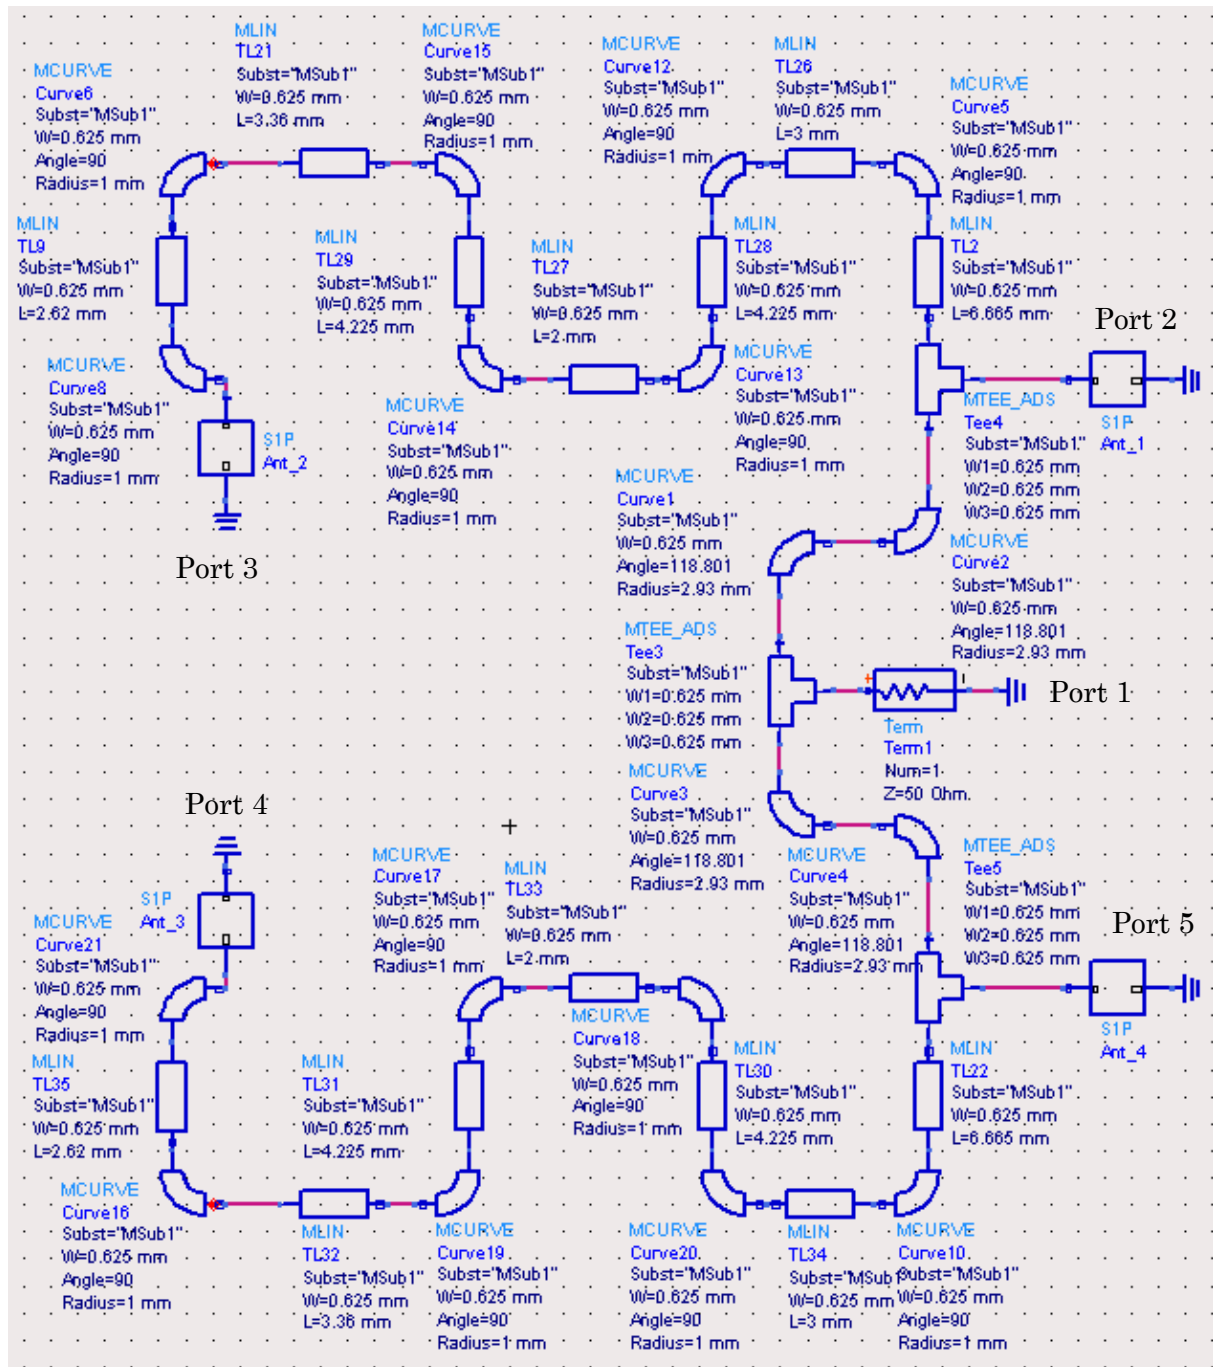 MLIN
TL21
Subst="MSub1"
W=0.625 mm
L=3.36 mm
MCURVE
Curve15
Subst="MSub1"
W=0.625 mm
Angle=90
Radius=1 mm
MCURVE
Curve12
Subst="MSub1"
W=0.625 mm
Angle=90
Radius=1 mm
MLIN
TL26
Subst="MSub1"
W=0.625 mm
L=3 mm
MCURVE
Curve6
Subst="MSub1"
W=0.625 mm
Angle=90
Radius=1 mm
MCURVE
Curve5
Subst="MSub1"
W=0.625 mm
Angle=90
Radius=1 mm
MLIN
TL9
Subst="MSub1"
W=0.625 mm
L=2.62 mm
MLIN
TL29
Subst="MSub1"
W=0.625 mm
L=4.225 mm
MLIN
TL27
Subst="MSub1"
W=0.625 mm
L=2 mm
MLIN
TL28
Subst="MSub1"
W=0.625 mm
L=4.225 mm
MLIN
TL2
Subst="MSub1"
W=0.625 mm
L=6.665 mm
Port 2
MCURVE
Curve8
Subst="MSub1"
W=0.625 mm
Angle=90
Radius=1 mm
S1P
Ant_2
MCURVE
Curve14
Subst="MSub1"
W=0.625 mm
Angle=90
Radius=1 mm
MCURVE
Curve13
Subst="MSub1"
W=0.625 mm
Angle=90
Radius=1 mm
MTEE_ADS
Tee4
Subst="MSub1"
W1=0.625 mm
W2=0.625 mm
W3=0.625 mm
S1P
Ant_1
Port 3
MCURVE
Curve1
Subst="MSub1"
W=0.625 mm
Angle=118.801
Radius=2.93 mm
MCURVE
Curve2
Subst="MSub1"
W=0.625 mm
Angle=118.801
Radius=2.93 mm
MTEE_ADS
Tee3
Subst="MSub1"
W1=0.625 mm
W2=0.625 mm
W3=0.625 mm
Port 1
Term
Term1
Num=1
Z=50 Ohm
MCURVE
Curve3
Subst="MSub1"
W=0.625 mm
Angle=118.801
Radius=2.93 mm
Port 4
MCURVE
Curve17
Subst="MSub1"
W=0.625 mm
Angle=90
Radius=1 mm
MLIN
TL33
Subst="MSub1"
W=0.625 mm
L=2 mm
MCURVE
Curve4
Subst="MSub1"
W=0.625 mm
Angle=118.801
Radius=2.93 mm
MTEE_ADS
Tee5
Subst="MSub1"
W1=0.625 mm
W2=0.625 mm
W3=0.625 mm
Port 5
S1P
Ant_3
MCURVE
Curve21
Subst="MSub1"
W=0.625 mm
Angle=90
Radius=1 mm
MCURVE
Curve18
Subst="MSub1"
W=0.625 mm
Angle=90
Radius=1 mm
S1P
Ant_4
MLIN
TL35
Subst="MSub1"
W=0.625 mm
L=2.62 mm
MLIN
TL31
Subst="MSub1"
W=0.625 mm
L=4.225 mm
MLIN
TL30
Subst="MSub1"
W=0.625 mm
L=4.225 mm
MLIN
TL22
Subst="MSub1"
W=0.625 mm
L=6.665 mm
MCURVE
Curve16
Subst="MSub1"
W=0.625 mm
Angle=90
Radius=1 mm
MLIN
TL32
Subst="MSub1"
W=0.625 mm
L=3.36 mm
MCURVE
Curve19
Subst="MSub1"
W=0.625 mm
Angle=90
Radius=1 mm
MCURVE
Curve20
Subst="MSub1"
W=0.625 mm
Angle=90
Radius=1 mm
MLIN
TL34
Subst="MSub1"
W=0.625 mm
L=3 mm
MCURVE
Curve10
Subst="MSub1"
W=0.625 mm
Angle=90
Radius=1 mm